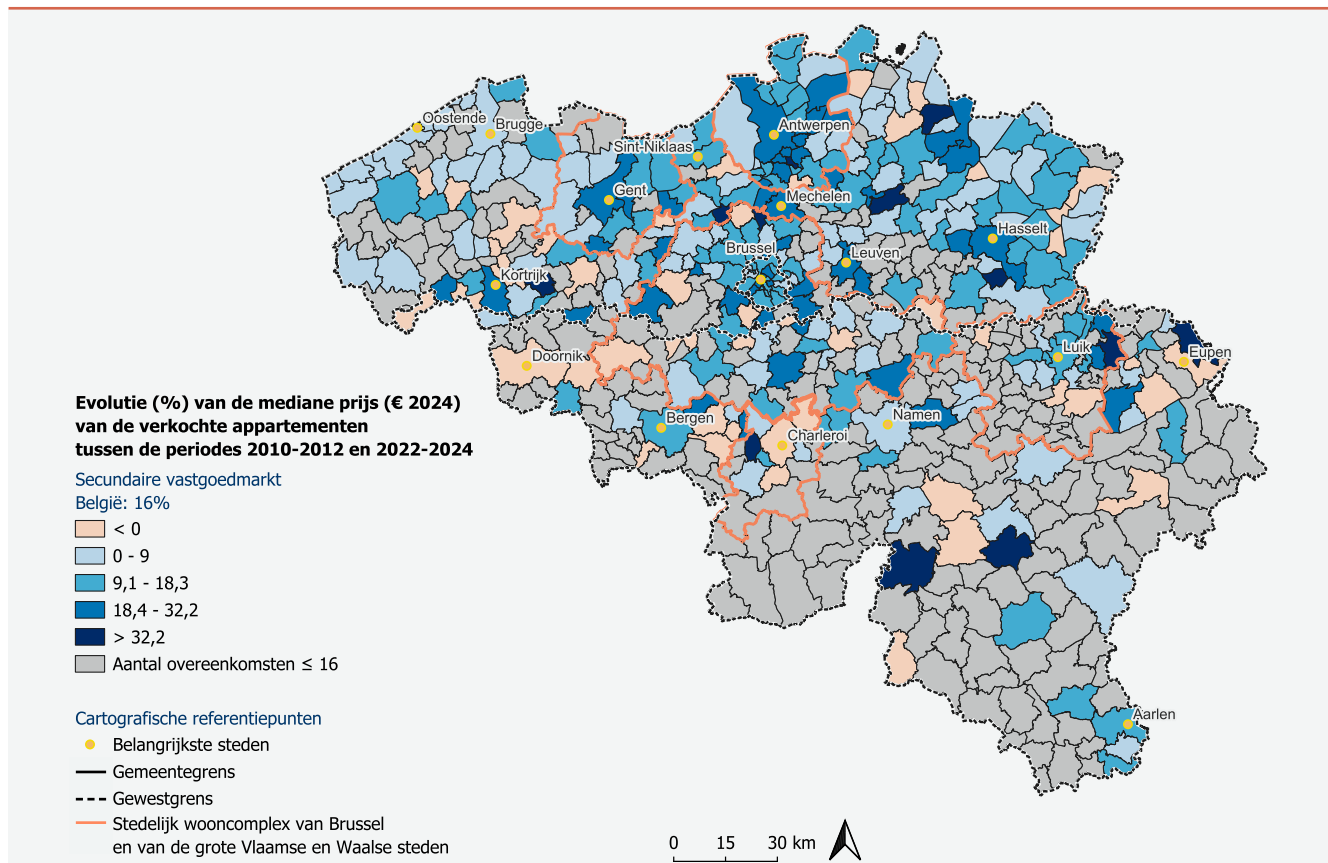 Oostende
Brugge
Antwerpen
Sint-Niklaas
Gent
Mechelen
Hasselt
Brussel
Leuven
Kortrijk
Doornik
Luik
Eupen
Bergen
Namen
Charleroi
Aarlen
Evolutie (%) van de mediane prijs (€ 2024)
van de verkochte appartementen
tussen de periodes 2010-2012 en 2022-2024
Secundaire vastgoedmarkt
België: 16%
< 0
0 - 9
9,1 - 18,3
18,4 - 32,2
> 32,2
Aantal overeenkomsten ≤ 16
Cartografische referentiepunten
Belangrijkste steden
Gemeentegrens
Gewestgrens
Stedelijk wooncomplex van Brussel
en van de grote Vlaamse en Waalse steden
0 15 30 km